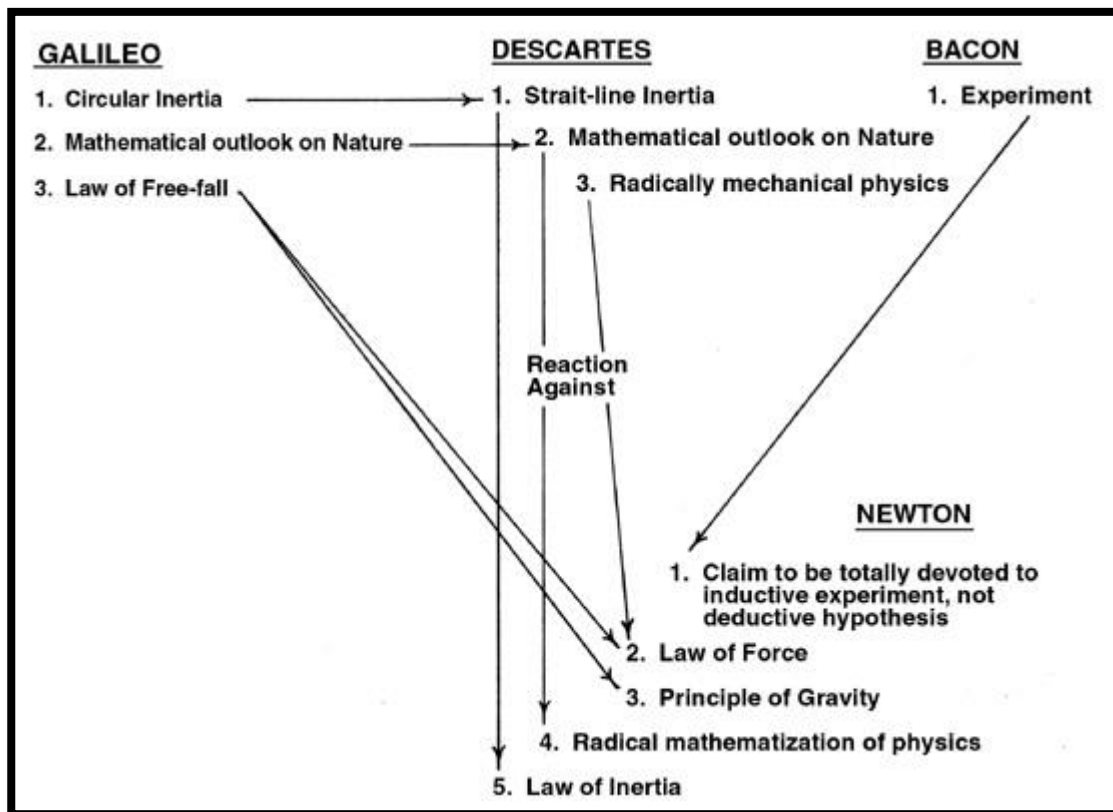 GALILEO
1. Circular Inertia
2. Mathematical outlook on Nature
3. Law of Free-fall
DESCARTES
1. Strait-line Inertia
2. Mathematical outlook on Nature
3. Radically mechanical physics
BACON
1. Experiment
Reaction
Against
NEWTON
1. Claim to be totally devoted to
inductive experiment, not
deductive hypothesis
2. Law of Force
3. Principle of Gravity
4. Radical mathematization of physics
5. Law of Inertia